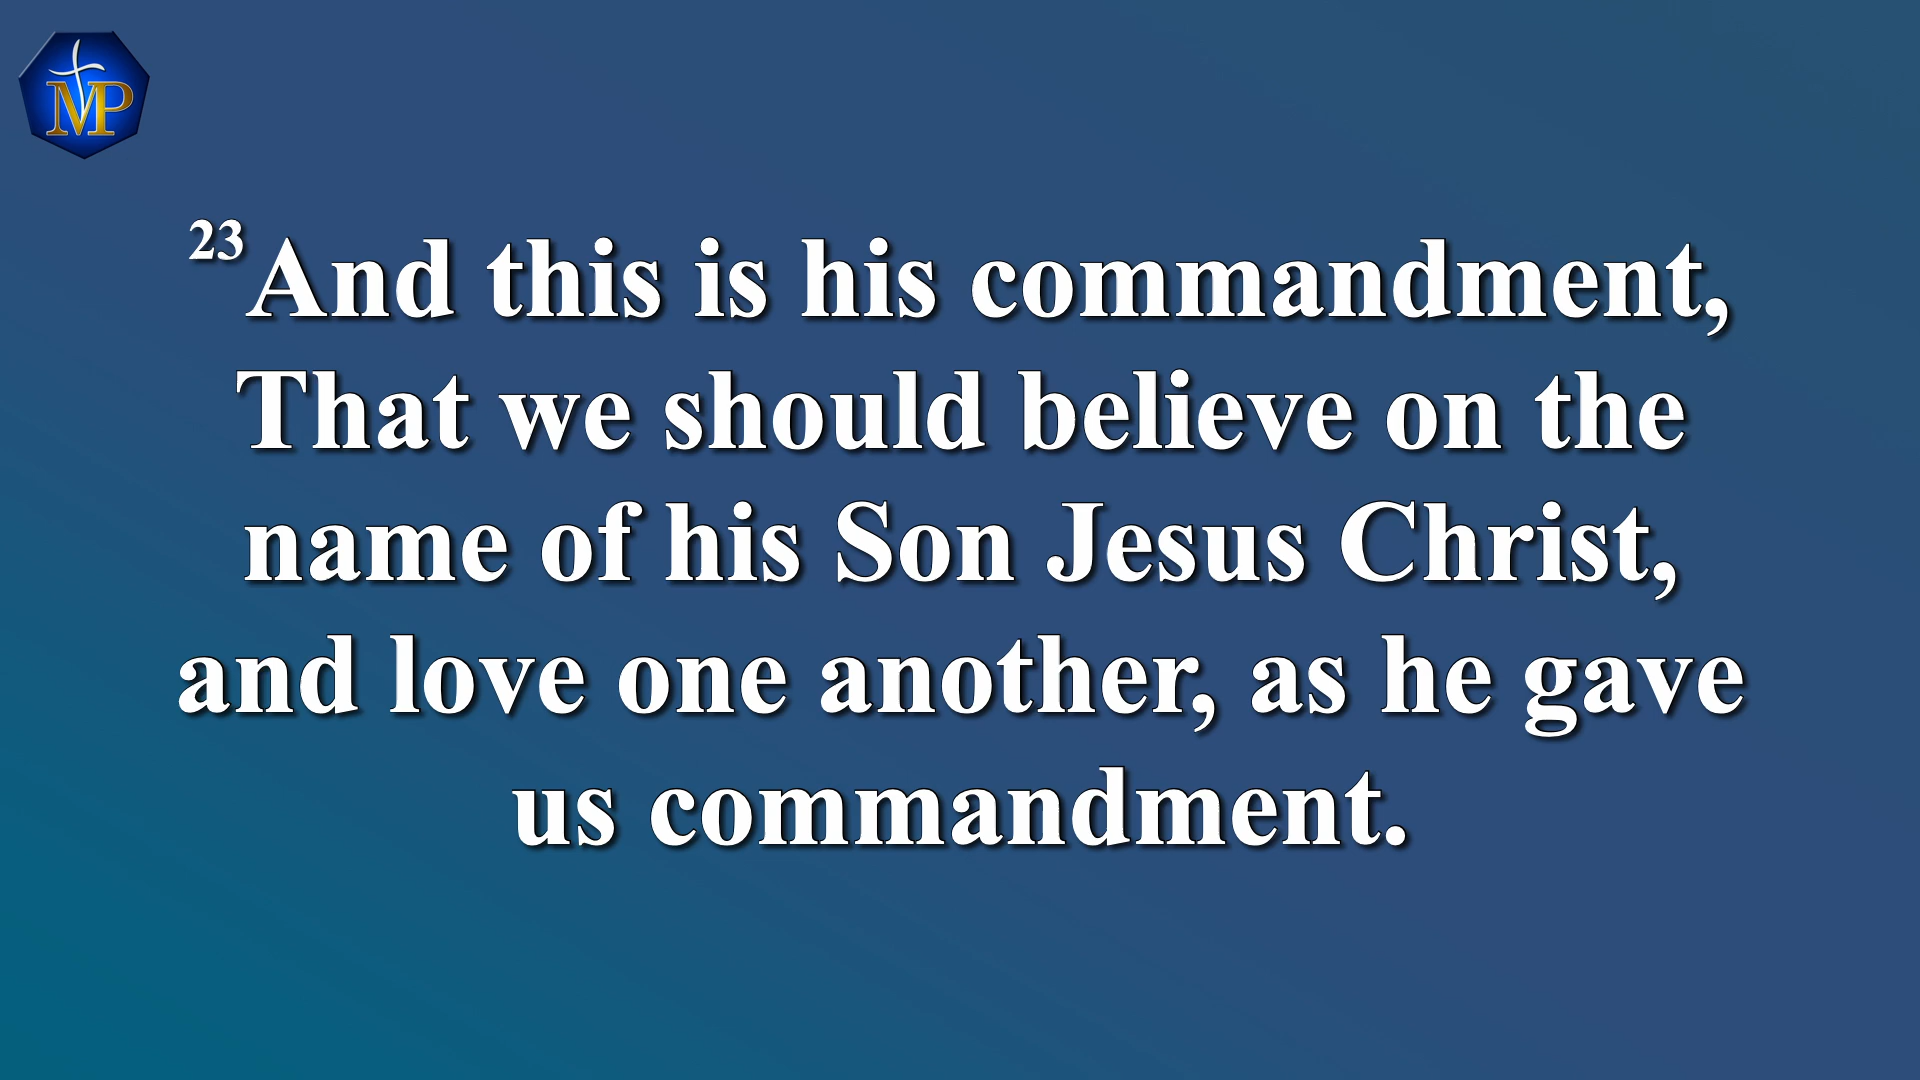 MP
23And this is his commandment,
That we should believe on the
name of his Son Jesus Christ,
and love one another, as he gave
us commandment.